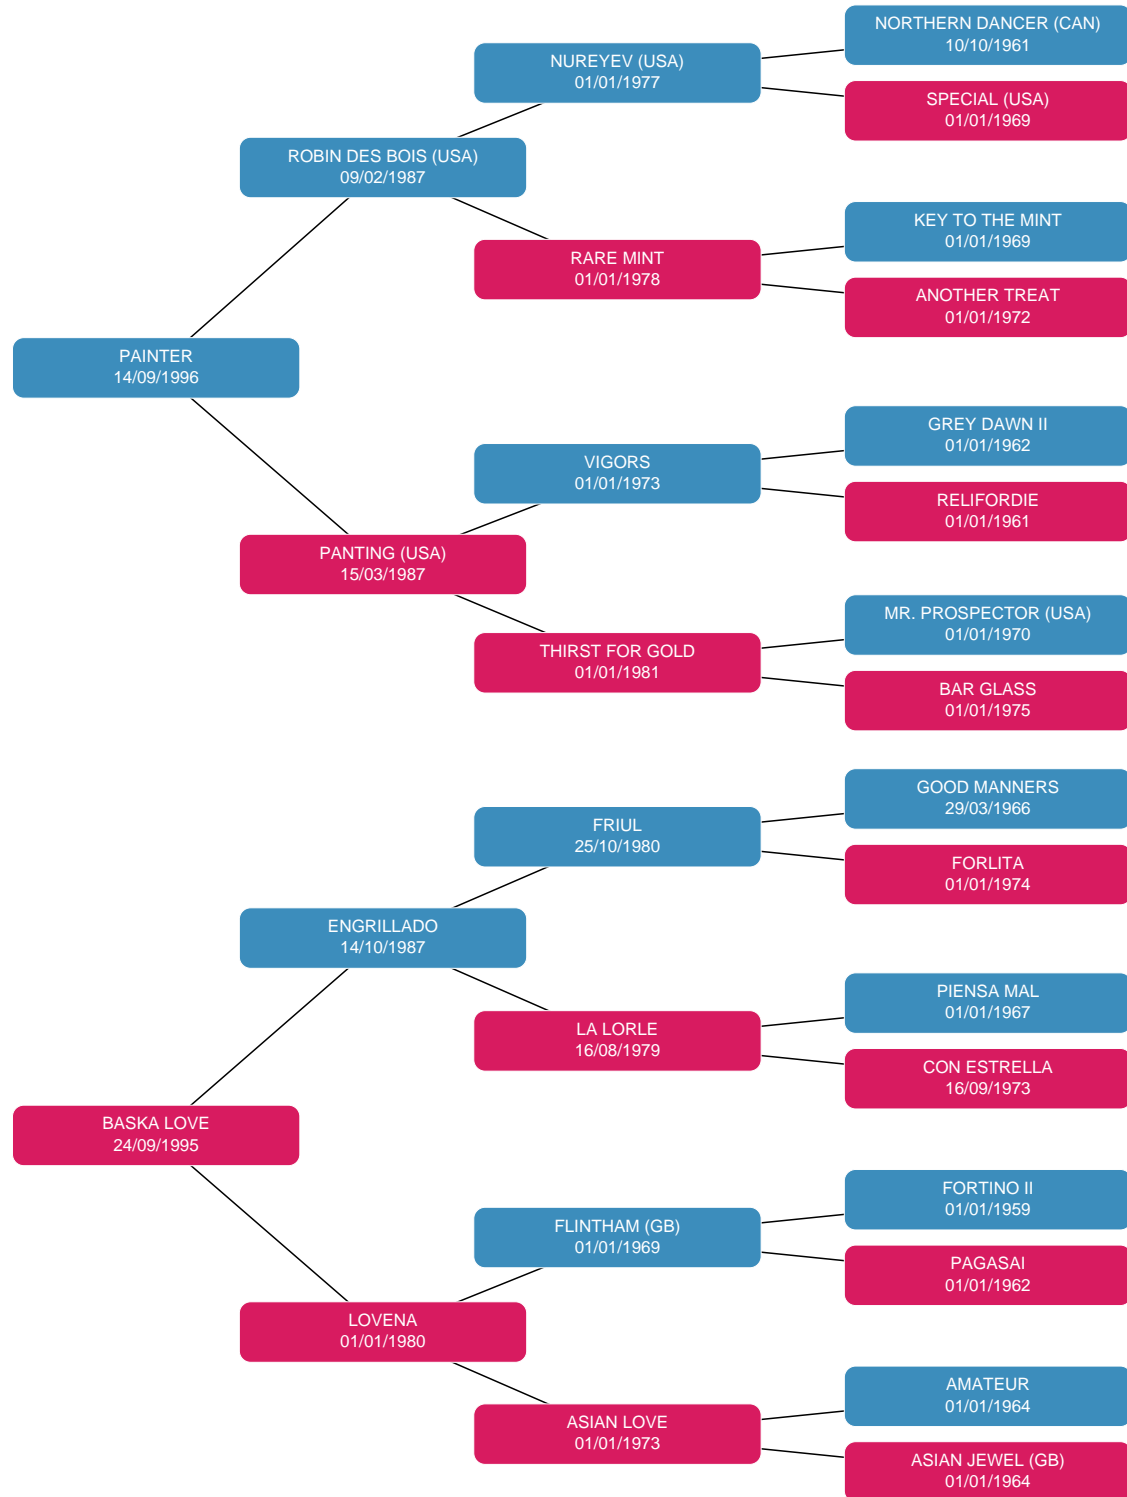 NORTHERN DANCER (CAN)
10/10/1961
NUREYEV (USA)
01/01/1977
SPECIAL (USA)
01/01/1969
ROBIN DES BOIS (USA)
09/02/1987
KEY TO THE MINT
01/01/1969
RARE MINT
01/01/1978
ANOTHER TREAT
01/01/1972
PAINTER
14/09/1996
GREY DAWN II
01/01/1962
VIGORS
01/01/1973
RELIFORDIE
01/01/1961
PANTING (USA)
15/03/1987
MR. PROSPECTOR (USA)
01/01/1970
THIRST FOR GOLD
01/01/1981
BAR GLASS
01/01/1975
GOOD MANNERS
29/03/1966
FRIUL
25/10/1980
FORLITA
01/01/1974
ENGRILLADO
14/10/1987
PIENSA MAL
01/01/1967
LA LORLE
16/08/1979
CON ESTRELLA
16/09/1973
BASKA LOVE
24/09/1995
FORTINO II
01/01/1959
FLINTHAM (GB)
01/01/1969
PAGASAI
01/01/1962
LOVENA
01/01/1980
AMATEUR
01/01/1964
ASIAN LOVE
01/01/1973
ASIAN JEWEL (GB)
01/01/1964